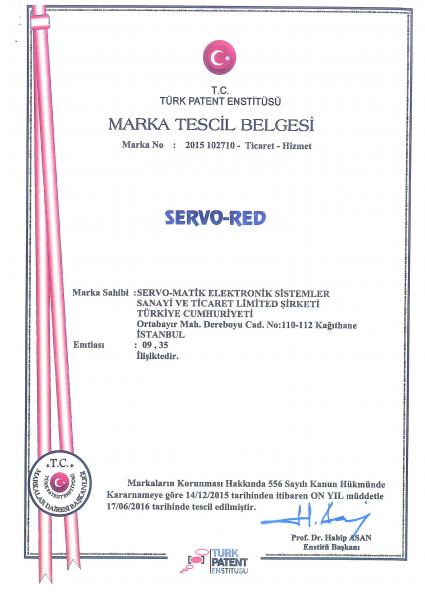 T.C.
TÜRK PATENT ENSTİTÜSÜ
MARKA TESCİL BELGESİ
Marka No : 2015 102710 - Ticaret - Hizmet
SERVO-RED
Marka Sahibi :SERVO-MATİK ELEKTRONİK SİSTEMLER
SANAYİ VE TİCARET LİMİTED ŞİRKETİ
TÜRKİYE CUMHURİYETİ
Ortabayır Mah. Dereboyu Cad. No:110-112 Kağıthane
İSTANBUL
Emtiası : 09 , 35
İlişiktedir.
T.C.
TÜRK PATENT ENSTİTÜSÜ
MARKALAR DAİRESİ BAŞKANLIĞI
Markaların Korunması Hakkında 556 Sayılı Kanun Hükmünde
Kararnameye göre 14/12/2015 tarihinden itibaren ON YIL müddetle
17/06/2016 tarihinde tescil edilmiştir.
Prof. Dr. Habip ASAN
Enstitü Başkanı
TÜRK
PATENT
ENSTİTÜSÜ